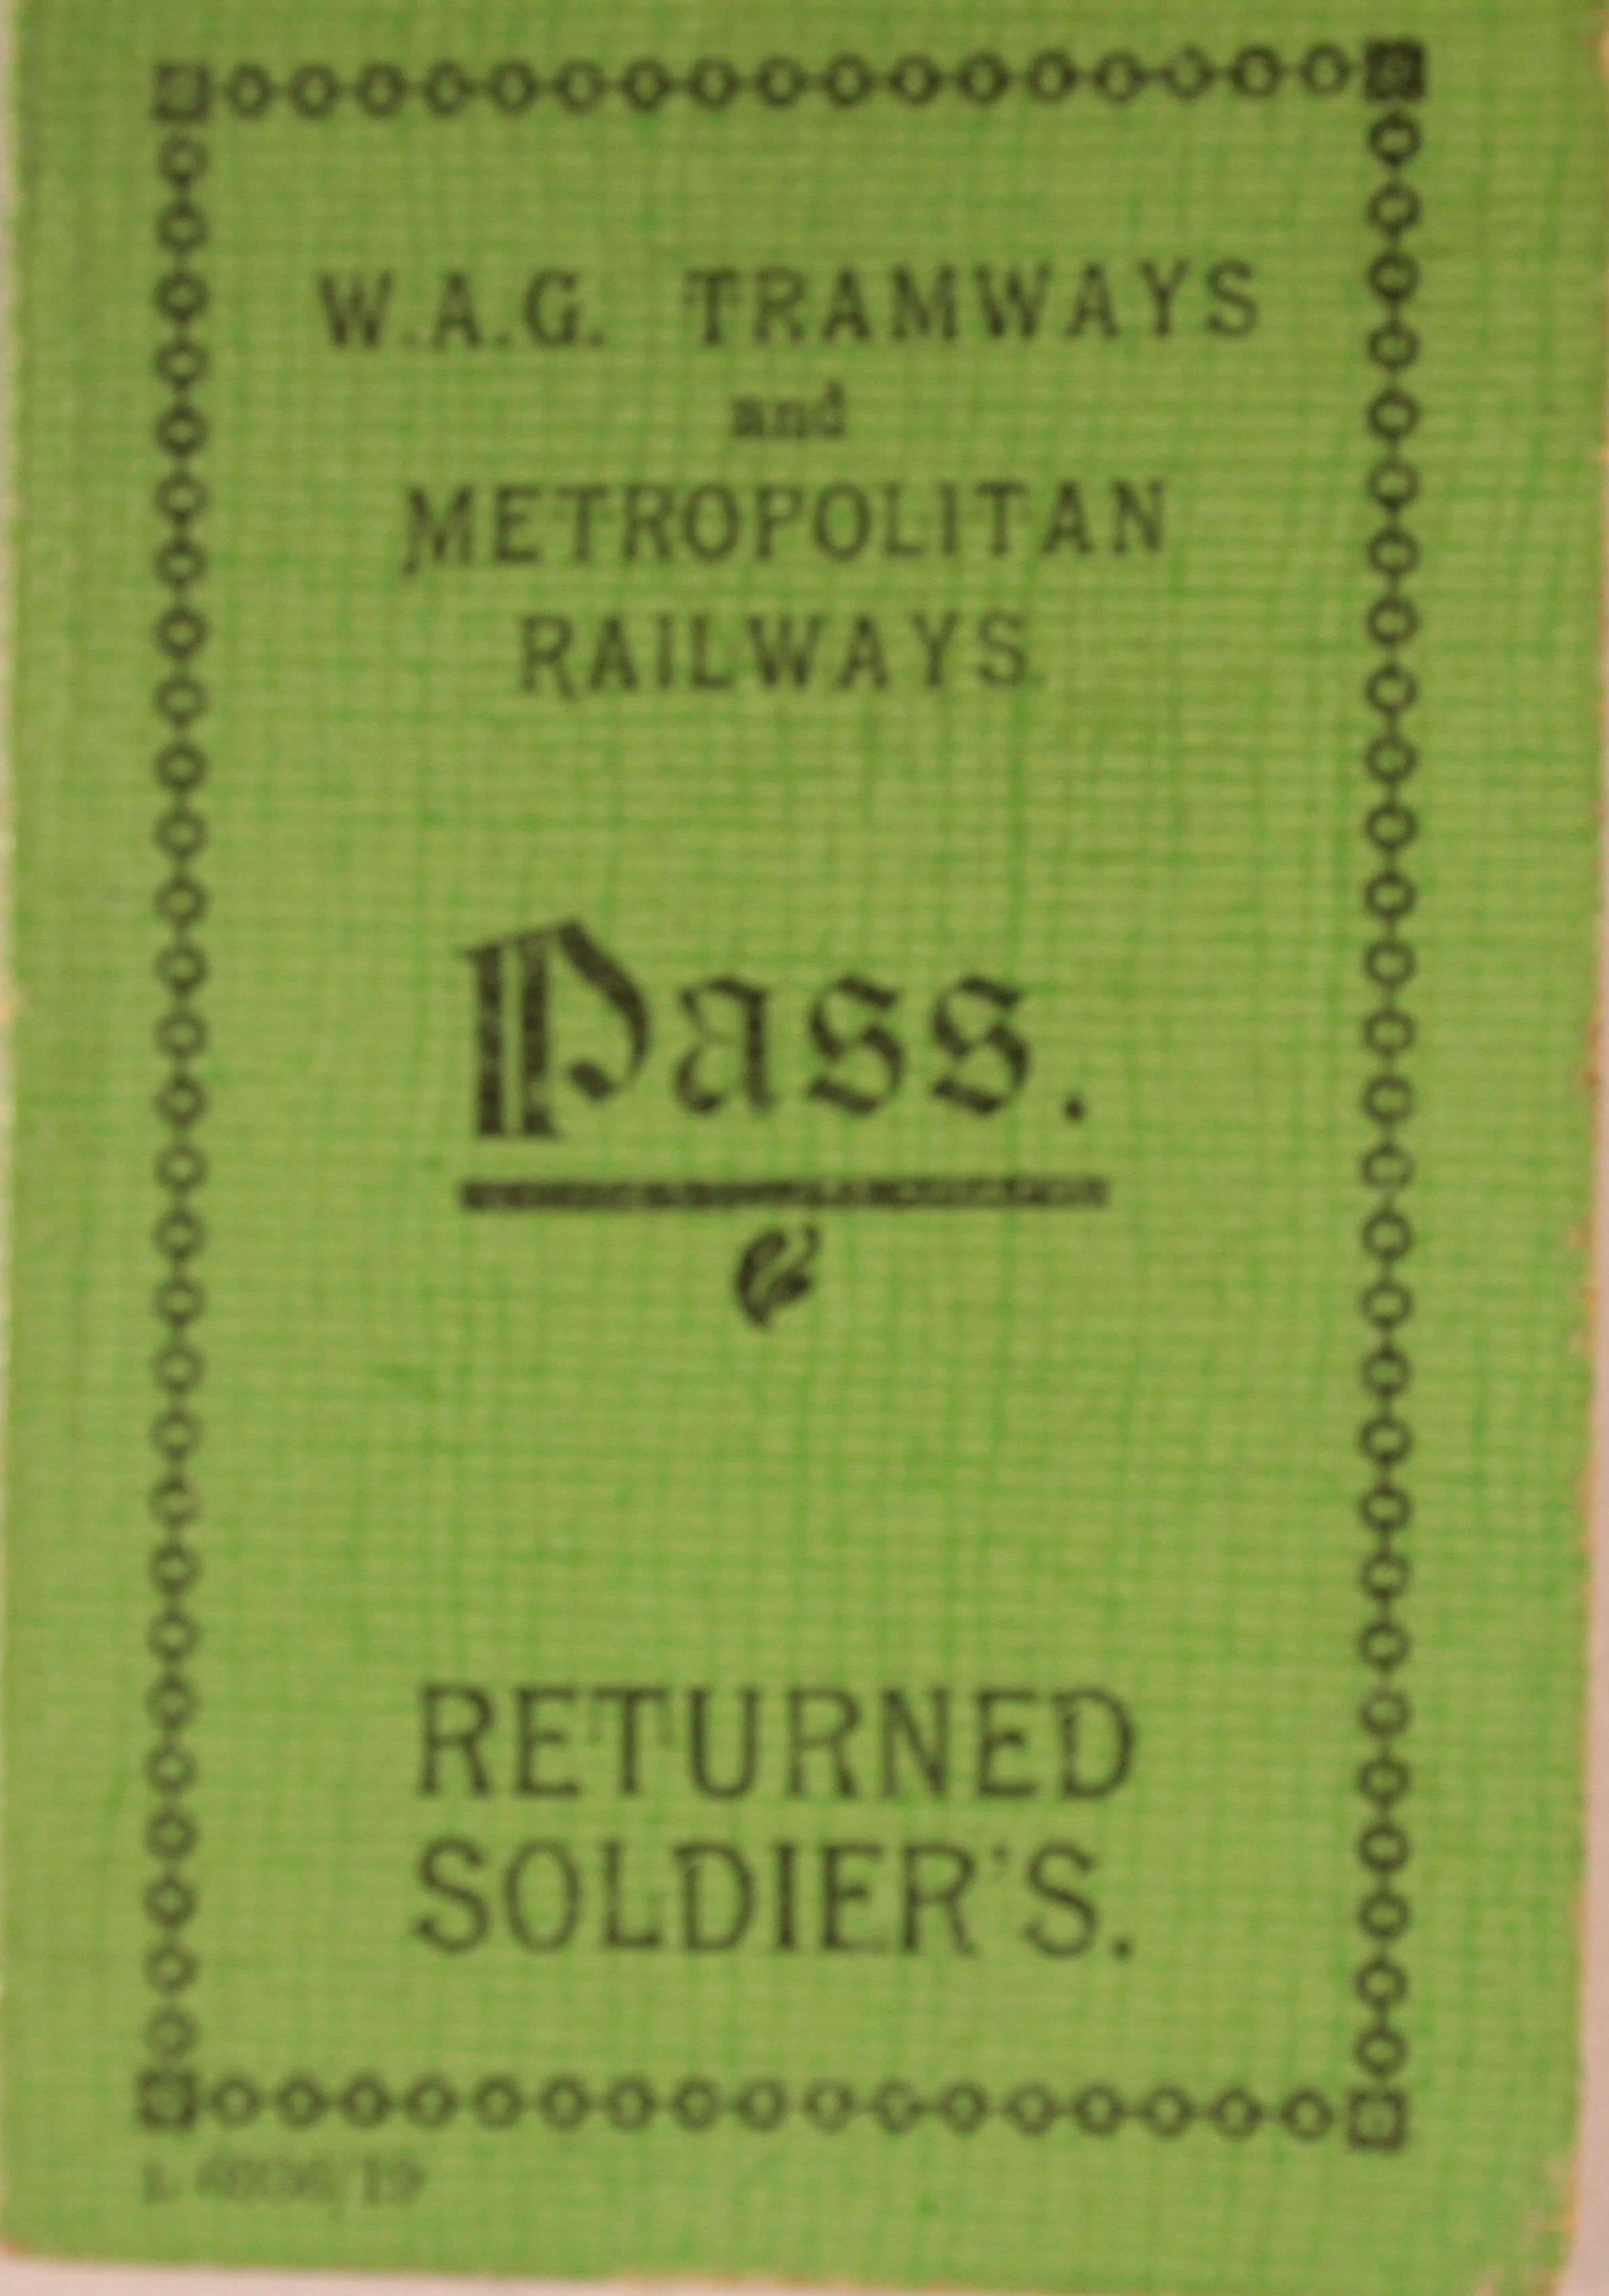 W.A.G. TRAMWAYS
and
METROPOLITAN
RAILWAYS.
Pass.
RETURNED
SOLDIER'S.